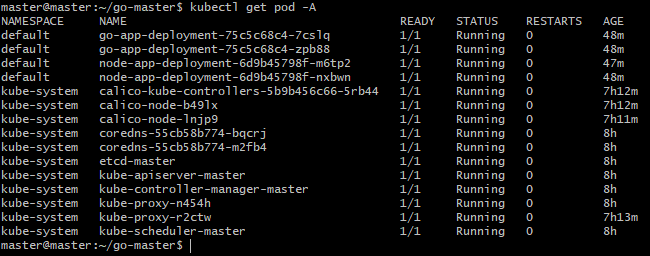 master@master:~/go-master$ kubectl get pod -A
NAMESPACE NAME READY STATUS RESTARTS AGE
default go-app-deployment-75c5c68c4-7cslq 1/1 Running 0 48m
default go-app-deployment-75c5c68c4-zpb88 1/1 Running 0 48m
default node-app-deployment-6d9b45798f-m6tp2 1/1 Running 0 47m
default node-app-deployment-6d9b45798f-nxbwn 1/1 Running 0 48m
kube-system calico-kube-controllers-5b9b456c66-5rb44 1/1 Running 0 7h12m
kube-system calico-node-b49lx 1/1 Running 0 7h12m
kube-system calico-node-lnjp9 1/1 Running 0 7h11m
kube-system coredns-55cb58b774-bqcrj 1/1 Running 0 8h
kube-system coredns-55cb58b774-m2fb4 1/1 Running 0 8h
kube-system etcd-master 1/1 Running 0 8h
kube-system kube-apiserver-master 1/1 Running 0 8h
kube-system kube-controller-manager-master 1/1 Running 0 8h
kube-system kube-proxy-n454h 1/1 Running 0 8h
kube-system kube-proxy-r2ctw 1/1 Running 0 7h13m
kube-system kube-scheduler-master 1/1 Running 0 8h
master@master:~/go-master$